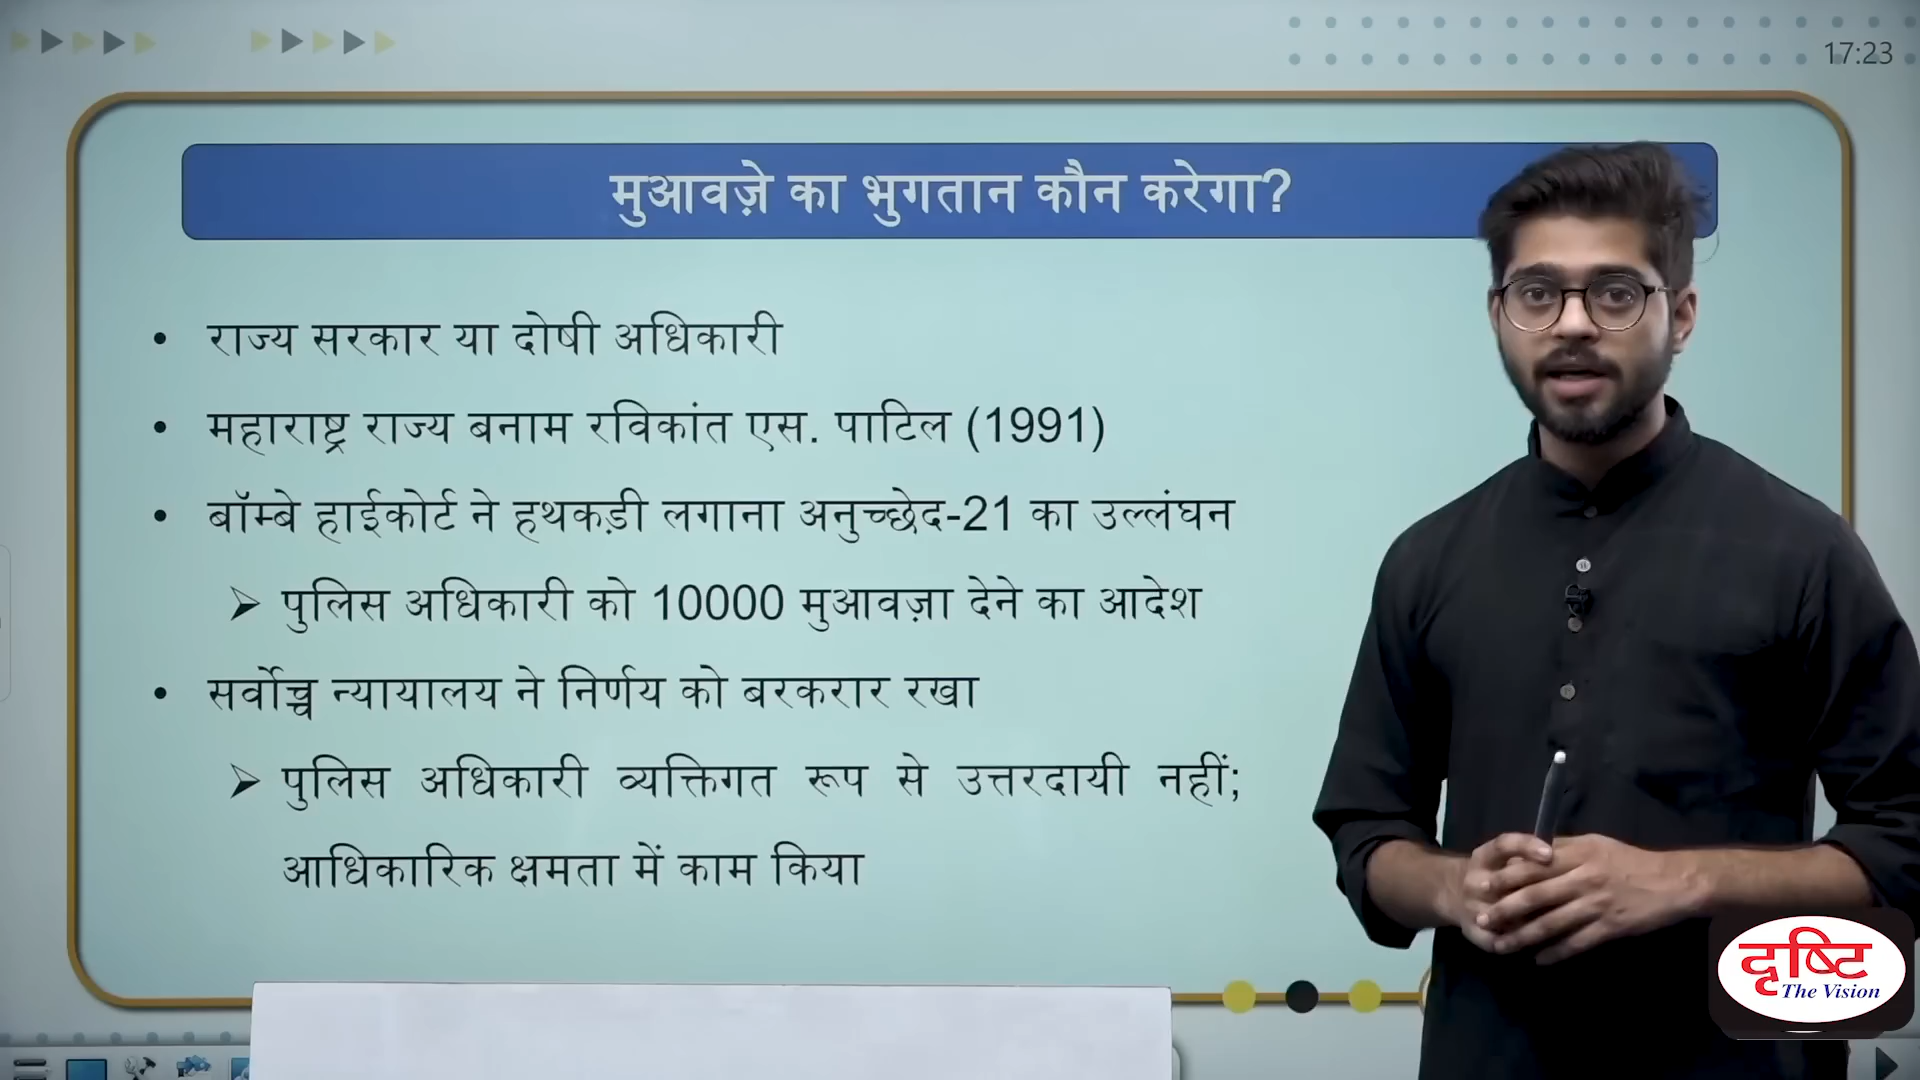 17:23
मुआवज़े का भुगतान कौन करेगा?
• राज्य सरकार या दोषी अधिकारी
• महाराष्ट्र राज्य बनाम रविकांत एस. पाटिल (1991)
• बॉम्बे हाईकोर्ट ने हथकड़ी लगाना अनुच्छेद-21 का उल्लंघन
➢ पुलिस अधिकारी को 10000 मुआवज़ा देने का आदेश
• सर्वोच्च न्यायालय ने निर्णय को बरकरार रखा
➢ पुलिस अधिकारी व्यक्तिगत रूप से उत्तरदायी नहीं;
आधिकारिक क्षमता में काम किया
दृष्टि
The Vision